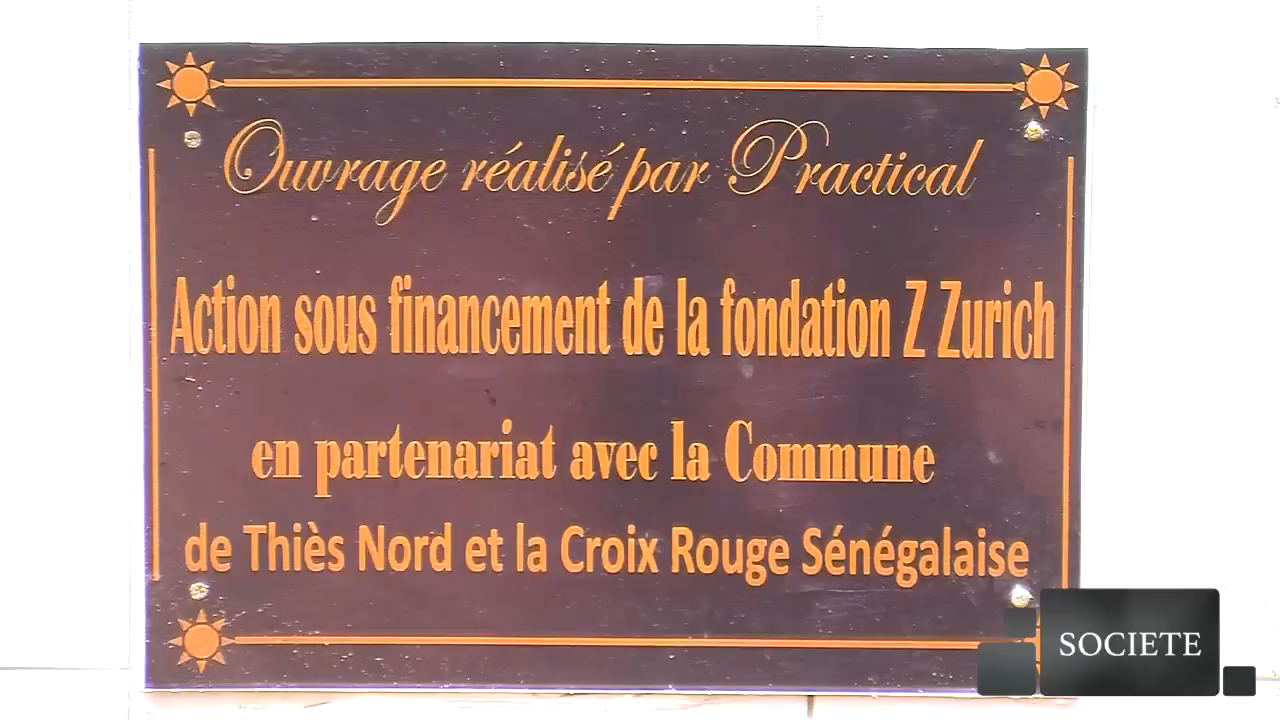 Ouvrage réalisé par Practical
Action sous financement de la fondation Z Zurich
en partenariat avec la Commune
de Thiès Nord et la Croix Rouge Sénégalaise
SOCIETE